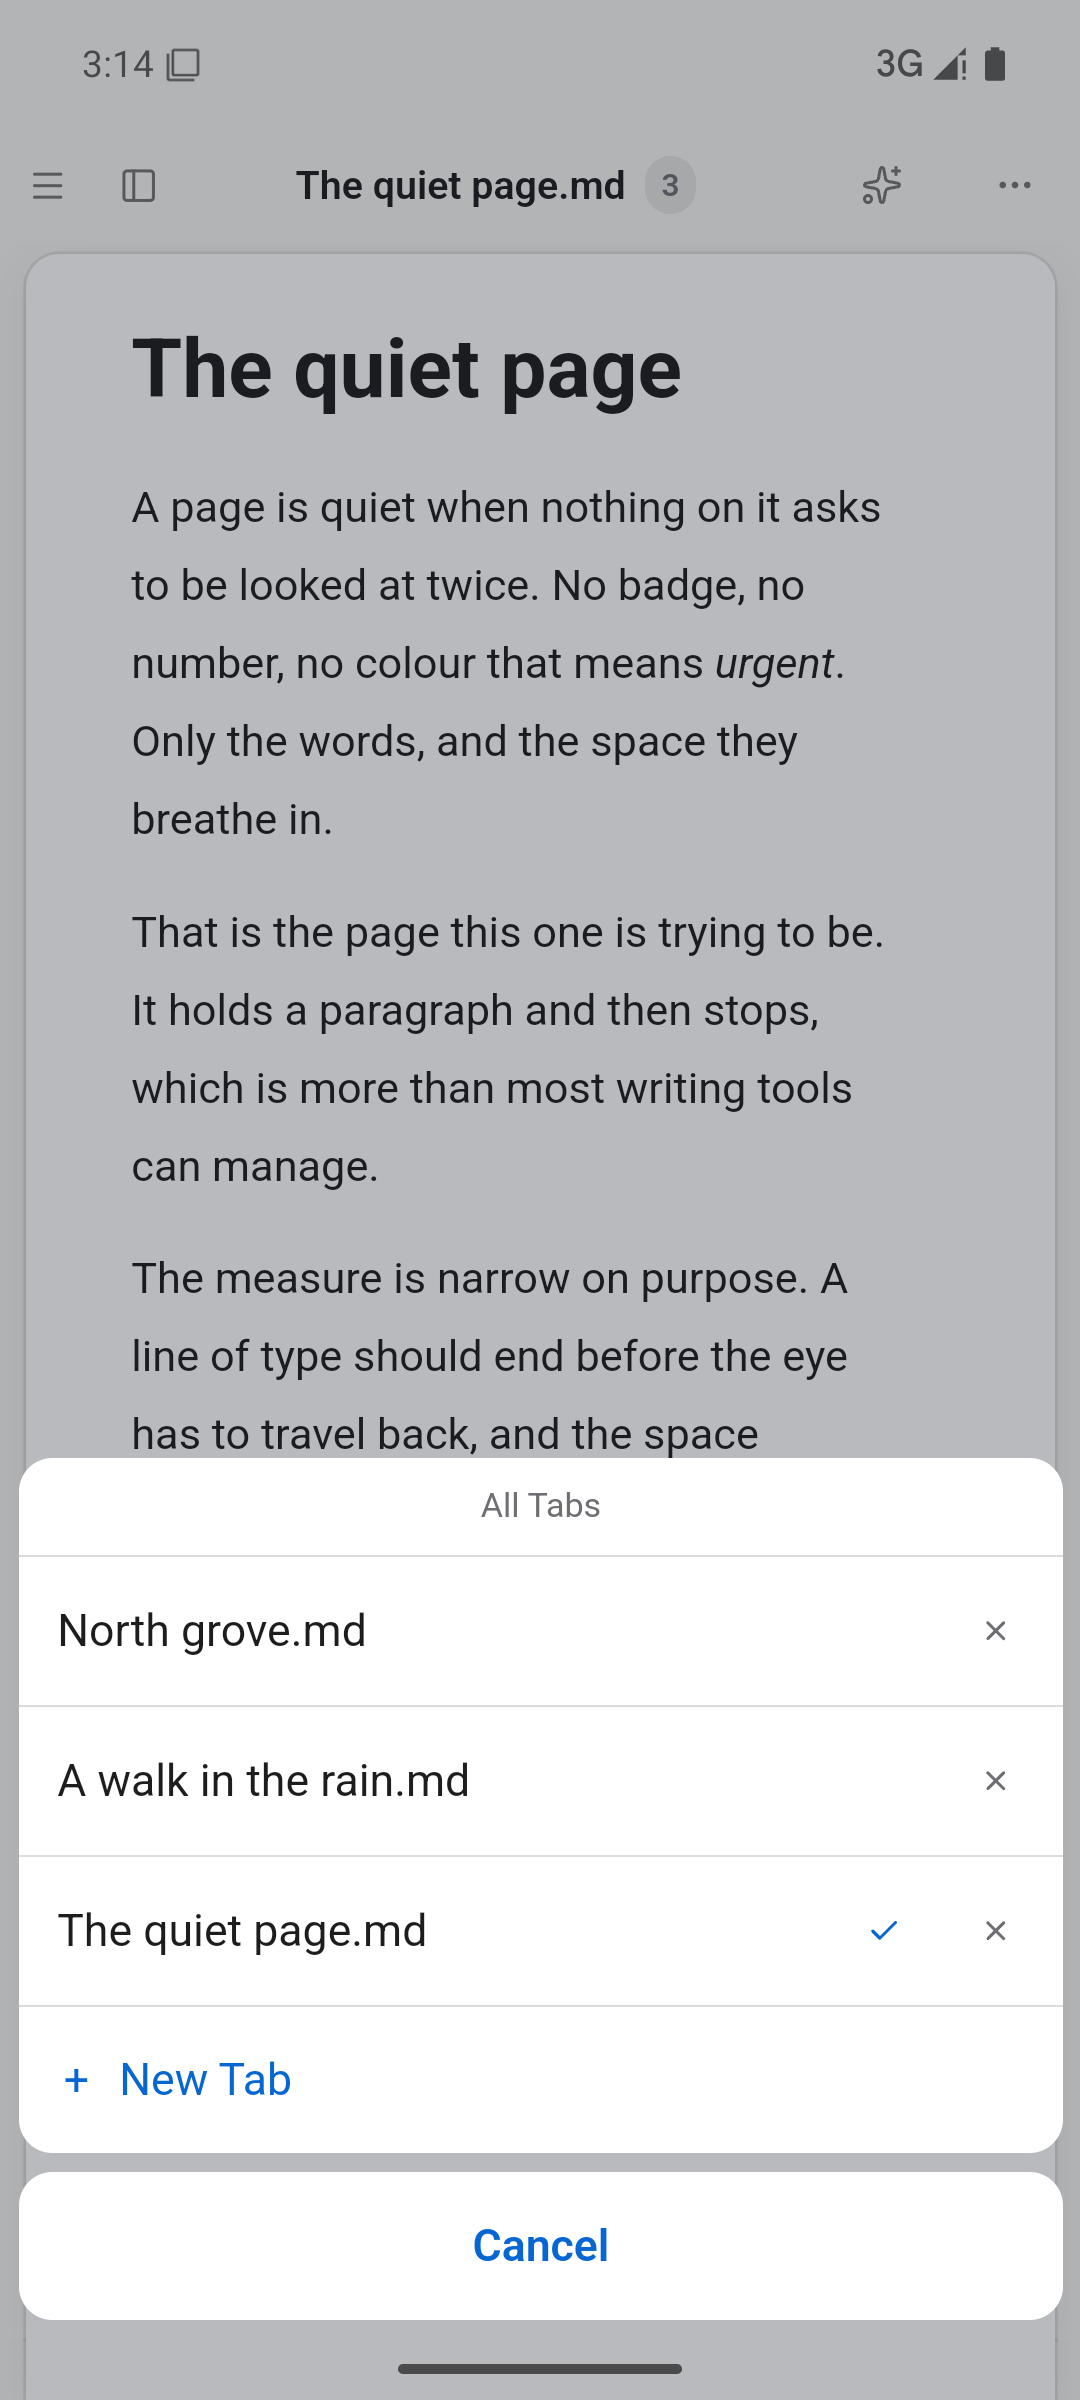 3:14
3G
The quiet page.md 3
The quiet page
A page is quiet when nothing on it asks
to be looked at twice. No badge, no
number, no colour that means urgent.
Only the words, and the space they
breathe in.
That is the page this one is trying to be.
It holds a paragraph and then stops,
which is more than most writing tools
can manage.
The measure is narrow on purpose. A
line of type should end before the eye
has to travel back, and the space
All Tabs
North grove.md
A walk in the rain.md
The quiet page.md
+ New Tab
Cancel